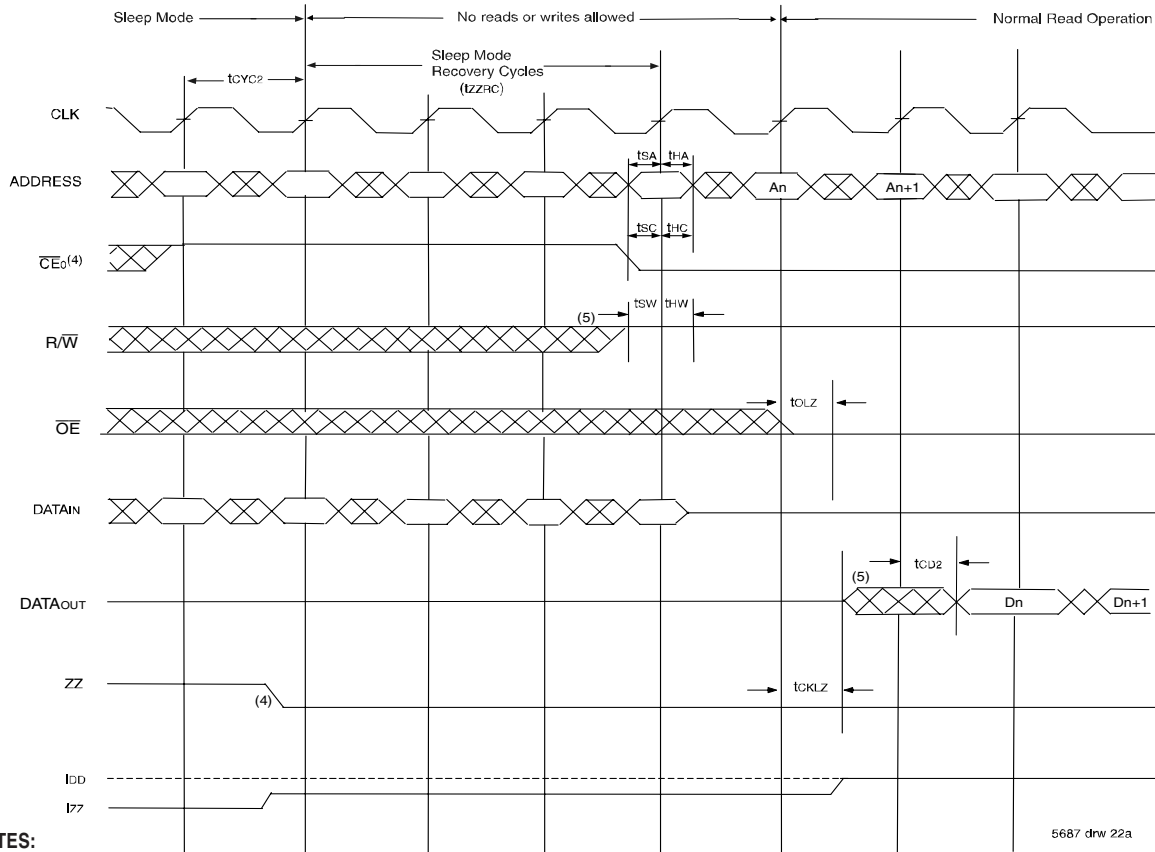 Sleep Mode
No reads or writes allowed
Normal Read Operation
Sleep Mode
Recovery Cycles
(tZZRC)
tCYC2
CLK
tSA
tHA
ADDRESS
An
An+1
tSC
tHC
CE0(4)
tSW
tHW
(5)
R/W
tOLZ
OE
DATAIN
tCD2
(5)
DATAOUT
Dn
Dn+1
ZZ
(4)
tCKLZ
IDD
IZZ
5687 drw 22a
TES: